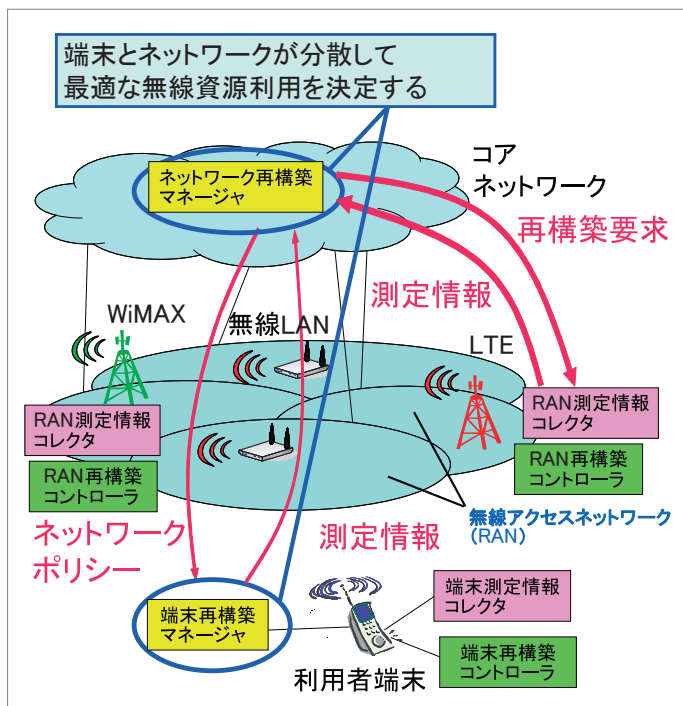 端末とネットワークが分散して
最適な無線資源利用を決定する
コア
ネットワーク
ネットワーク再構築
マネージャ
再構築要求
測定情報
WiMAX
無線LAN
LTE
RAN測定情報
コレクタ
RAN再構築
コントローラ
RAN測定情報
コレクタ
RAN再構築
コントローラ
無線アクセスネットワーク
(RAN)
ネットワーク
ポリシー
測定情報
端末再構築
マネージャ
端末測定情報
コレクタ
端末再構築
コントローラ
利用者端末